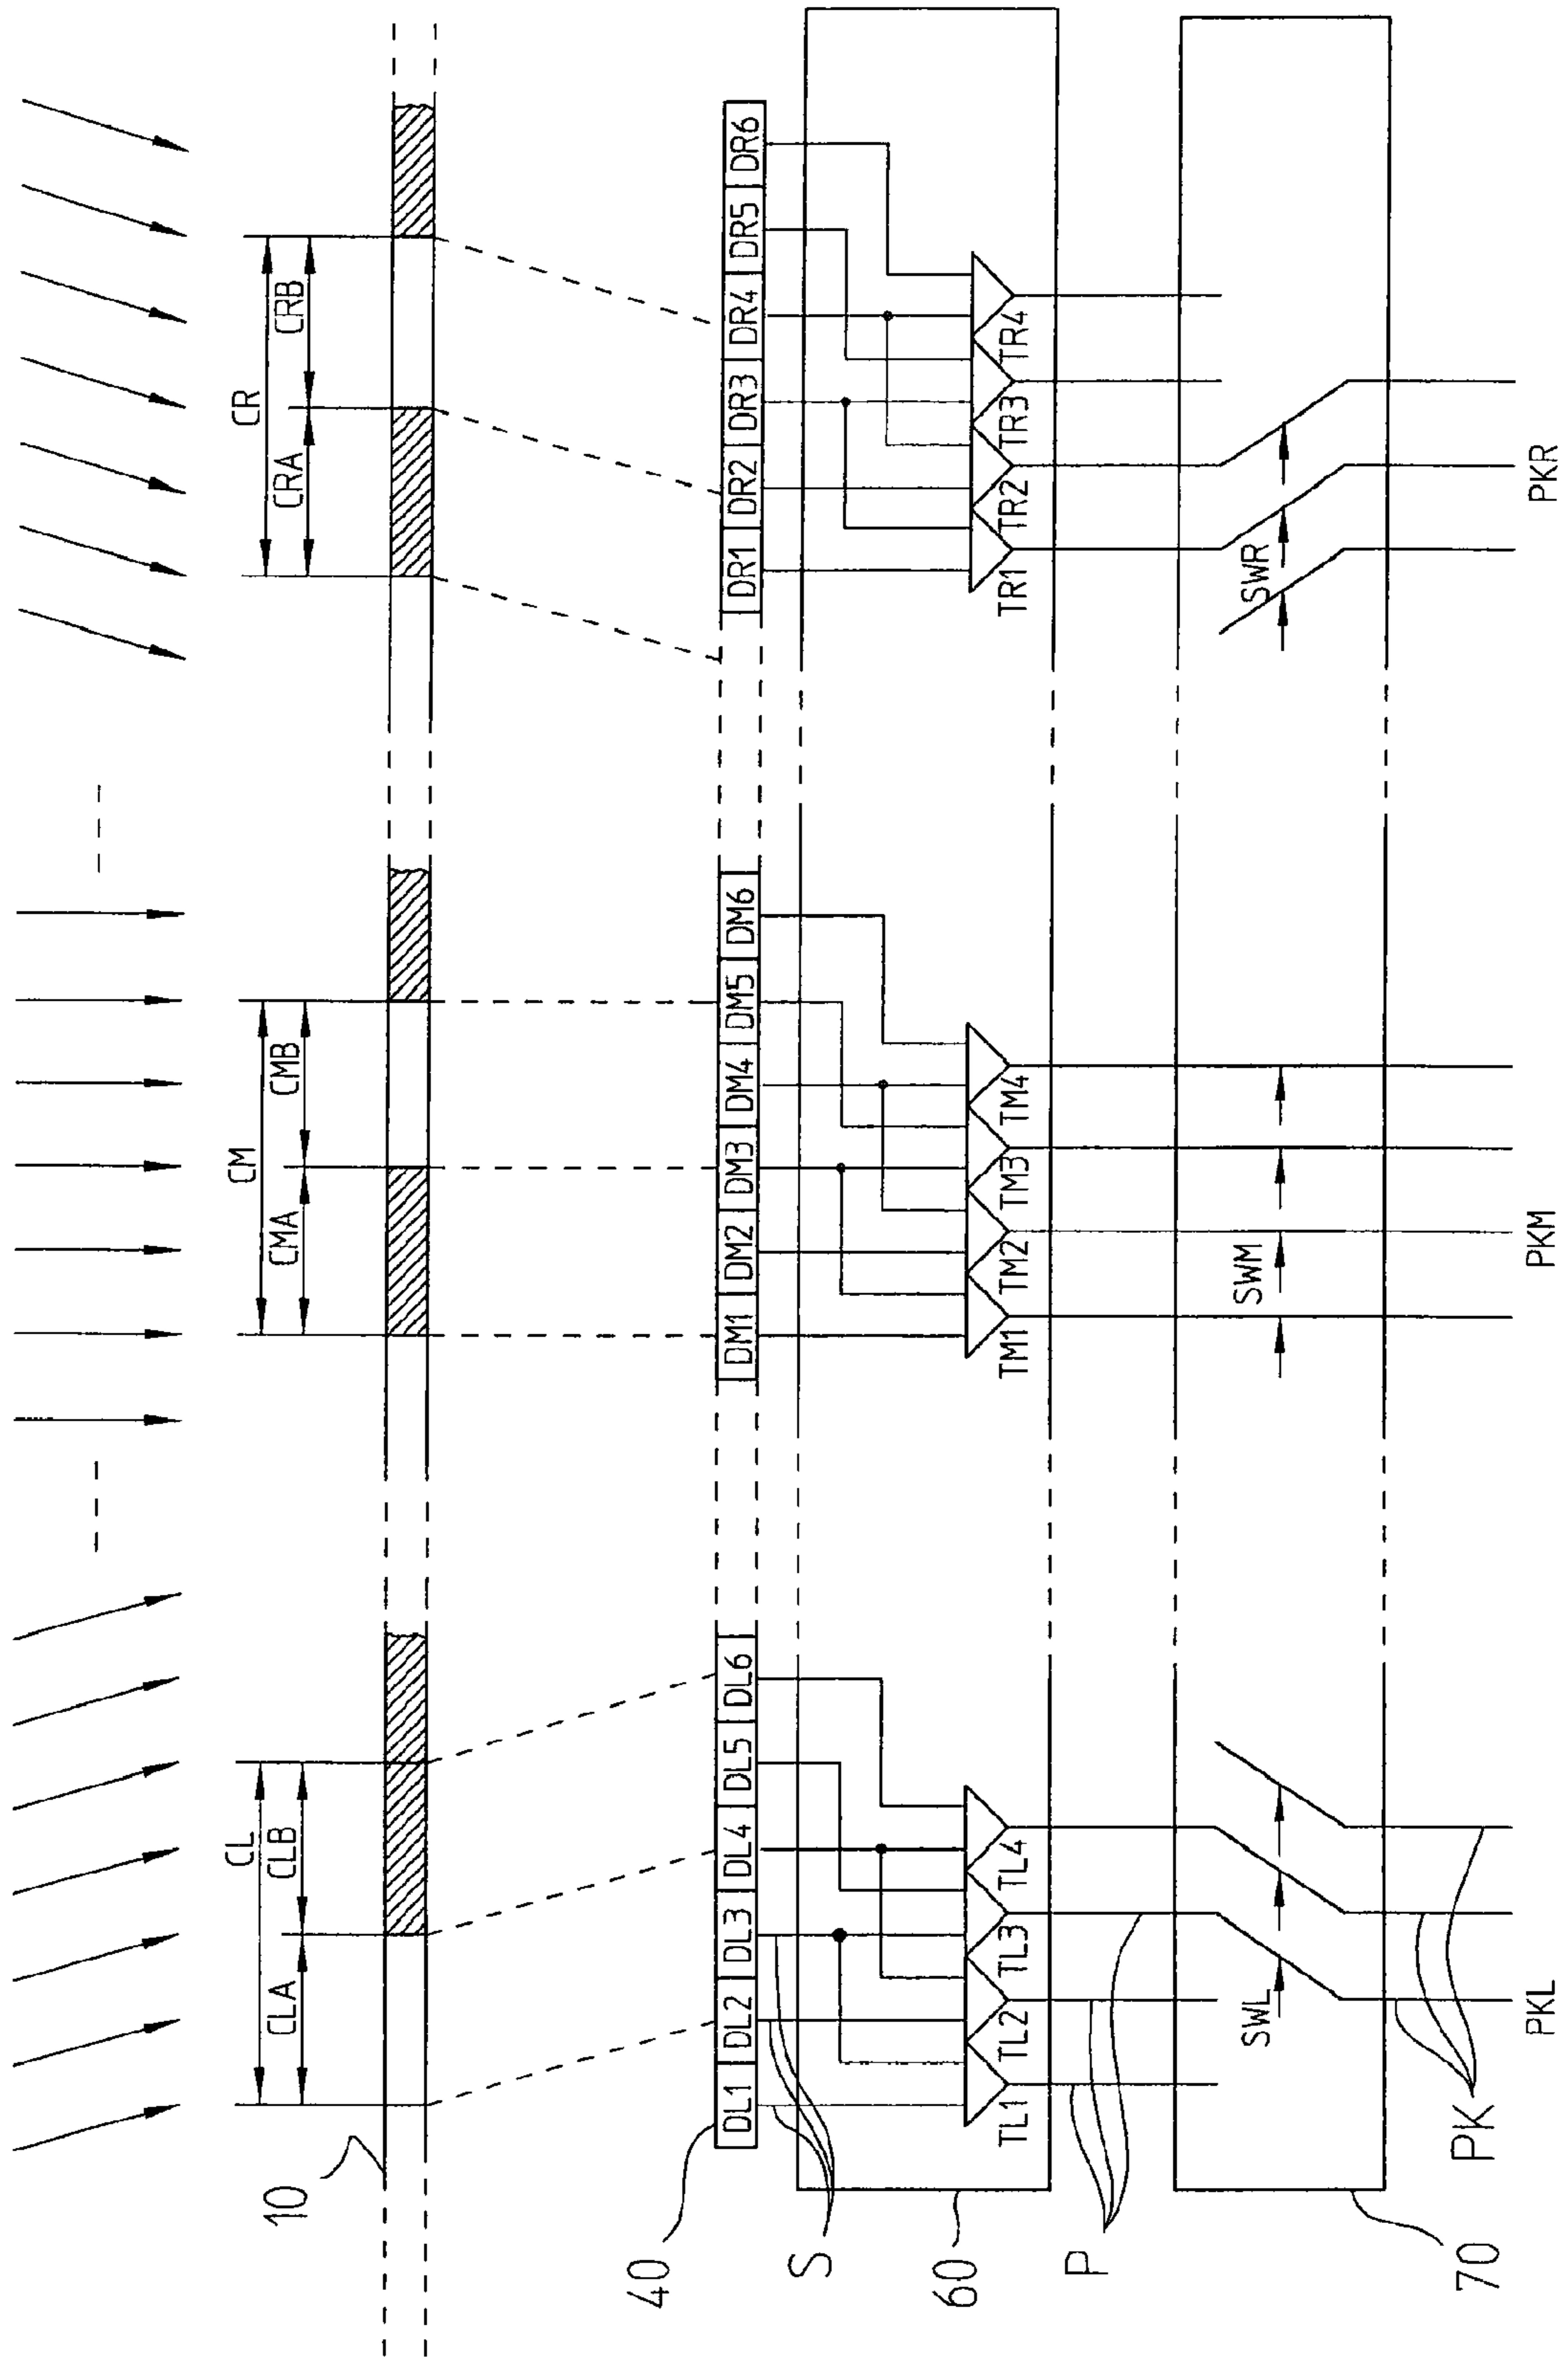 CL
CM
CR
CLA CLB
CMA CMB
CRA CRB
10
40
DL1 DL2 DL3 DL4 DL5 DL6
DM1 DM2 DM3 DM4 DM5 DM6
DR1 DR2 DR3 DR4 DR5 DR6
S
60
TL1 TL2 TL3 TL4
TM1 TM2 TM3 TM4
TR1 TR2 TR3 TR4
P
SWL
SWM
SWR
70
PK
PKL
PKM
PKR